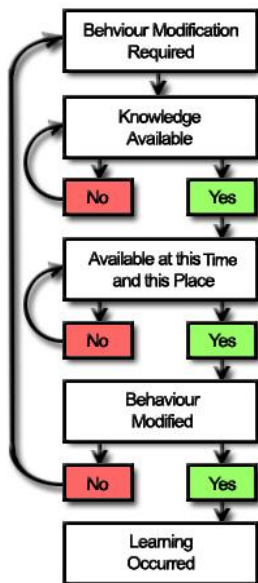 Behviour Modification
Required
Knowledge
Available
No
Yes
Available at this Time
and this Place
No
Yes
Behaviour
Modified
No
Yes
Learning
Occurred